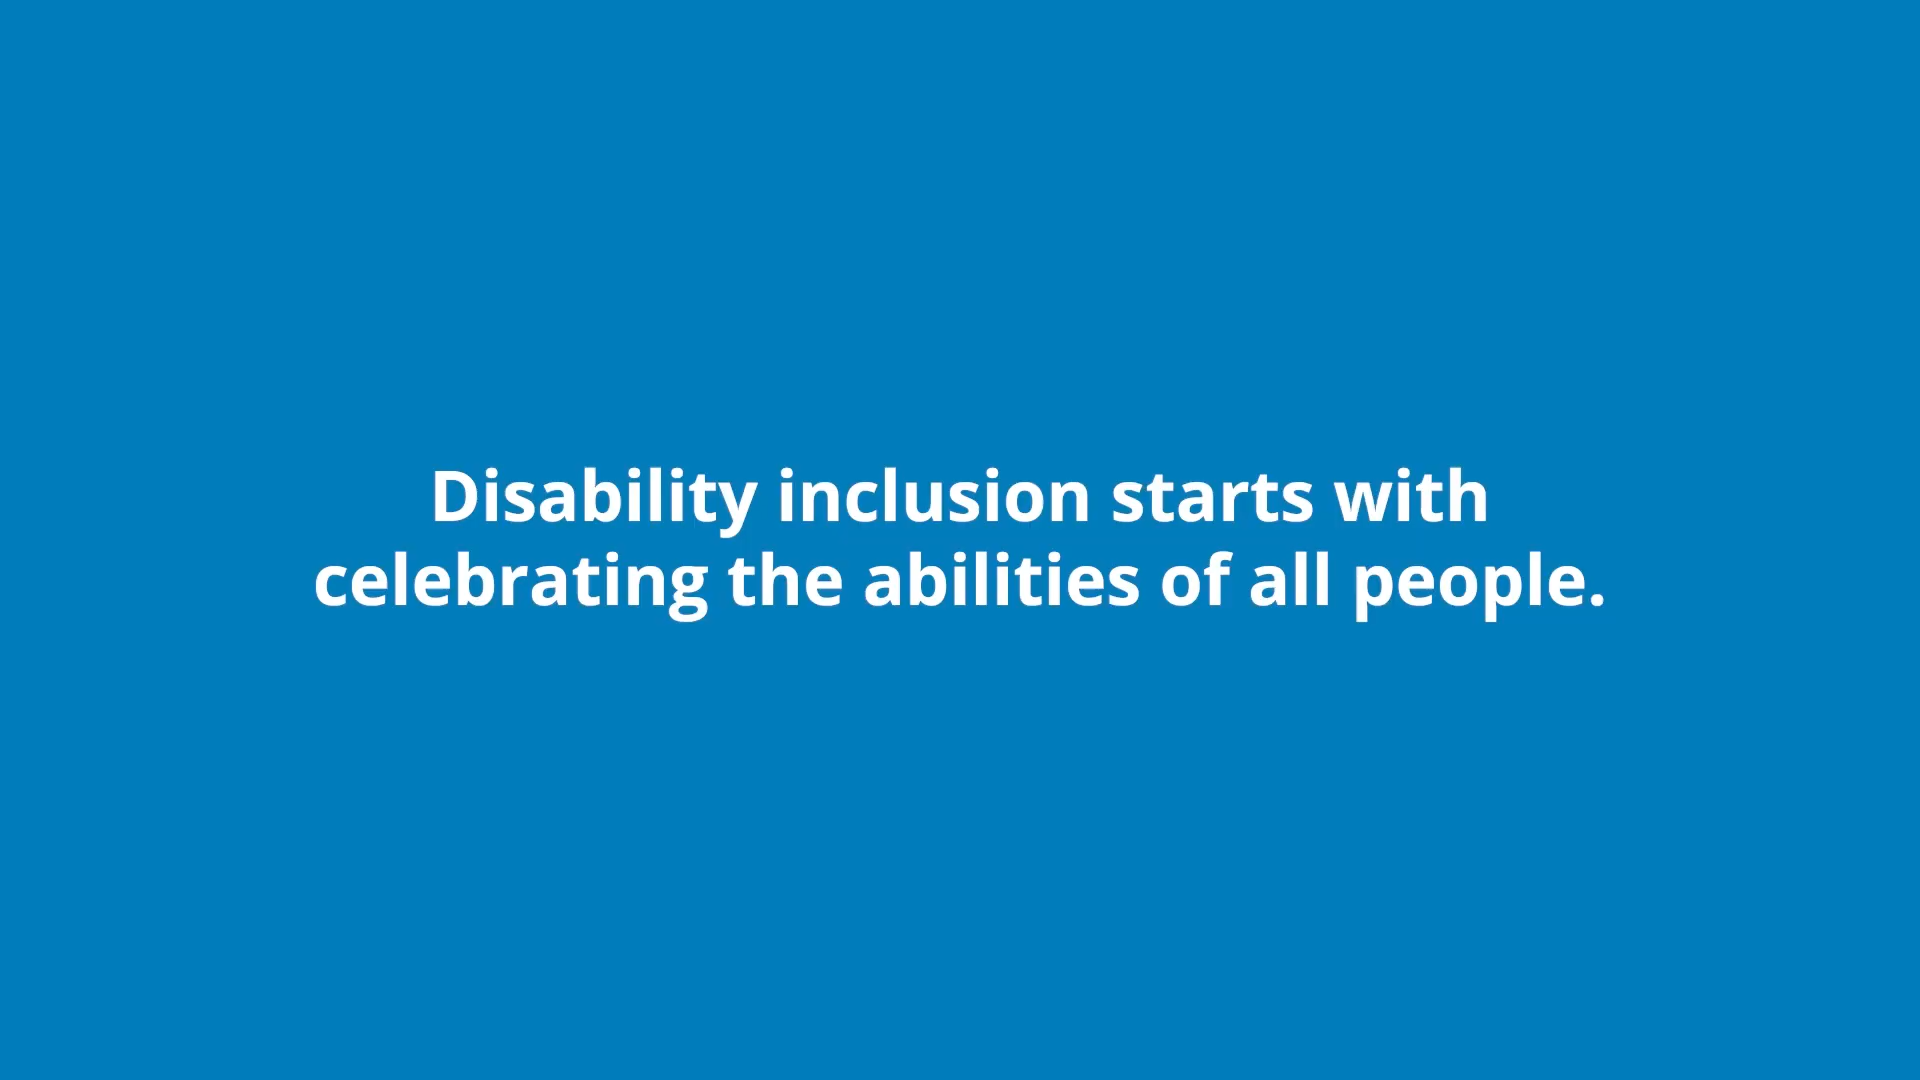 Disability inclusion starts with
celebrating the abilities of all people.